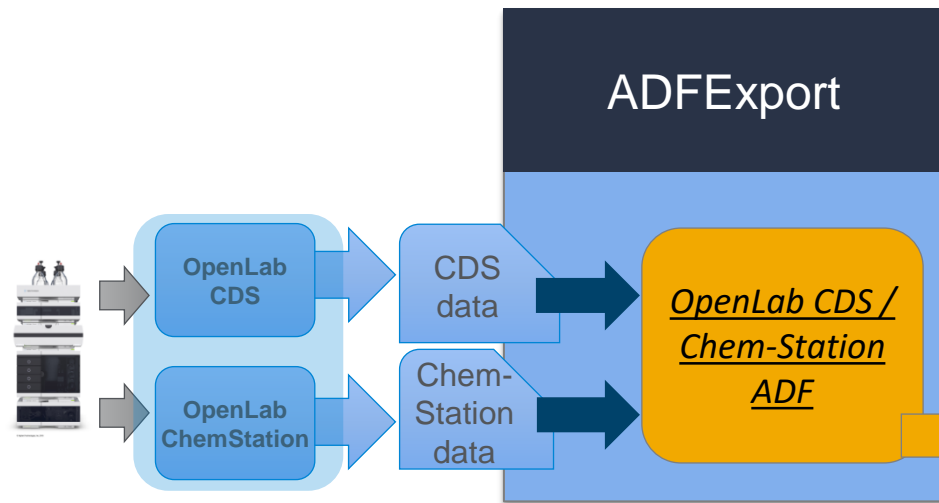 ADFExport
OpenLab
CDS
CDS
data
OpenLab CDS /
Chem-Station
ADF
OpenLab
ChemStation
Chem-
Station
data